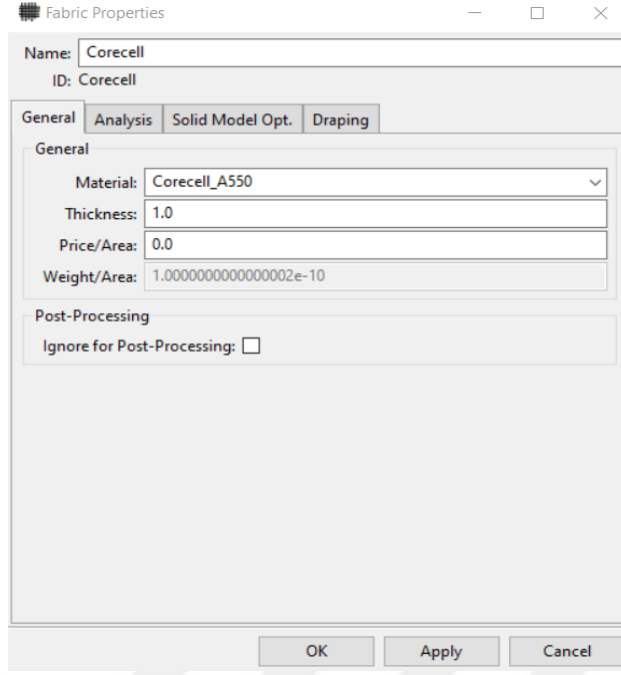 Fabric Properties
Name: Corecell
ID: Corecell
General Analysis Solid Model Opt. Draping
General
Material: Corecell_A550
Thickness: 1.0
Price/Area: 0.0
Weight/Area: 1.0000000000000002e-10
Post-Processing
Ignore for Post-Processing:
OK Apply Cancel